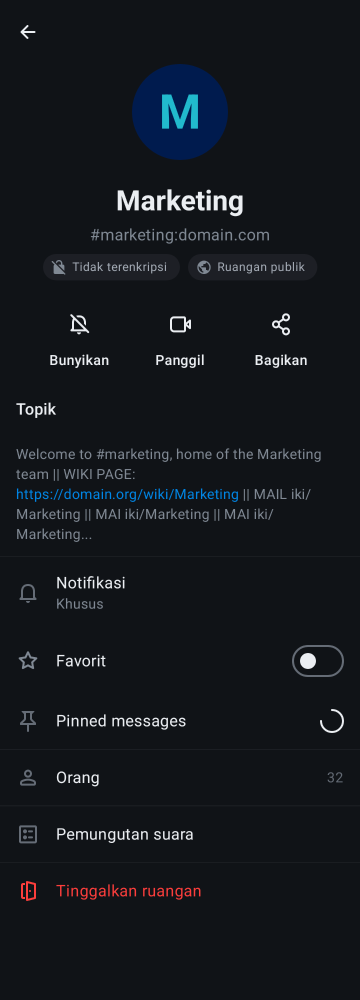 M
Marketing
#marketing:domain.com
Tidak terenkripsi
Ruangan publik
Bunyikan
Panggil
Bagikan
Topik
Welcome to #marketing, home of the Marketing
team || WIKI PAGE:
https://domain.org/wiki/Marketing || MAIL iki/
Marketing || MAI iki/Marketing || MAI iki/
Marketing...
Notifikasi
Khusus
Favorit
Pinned messages
Orang 32
Pemungutan suara
Tinggalkan ruangan